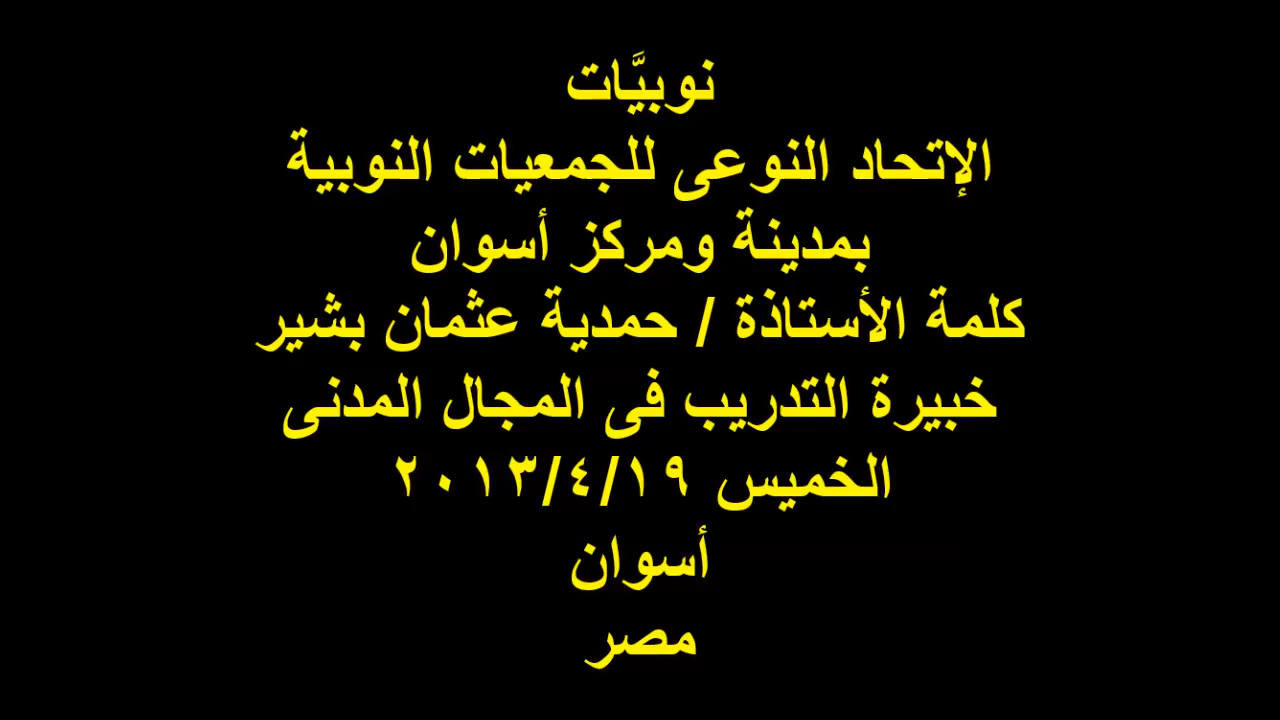 نوبيَّات
الإتحاد النوعى للجمعيات النوبية
بمدينة ومركز أسوان
كلمة الأستاذة / حمدية عثمان بشير
خبيرة التدريب فى المجال المدنى
الخميس ٢٠١٣/٤/١٩
أسوان
مصر